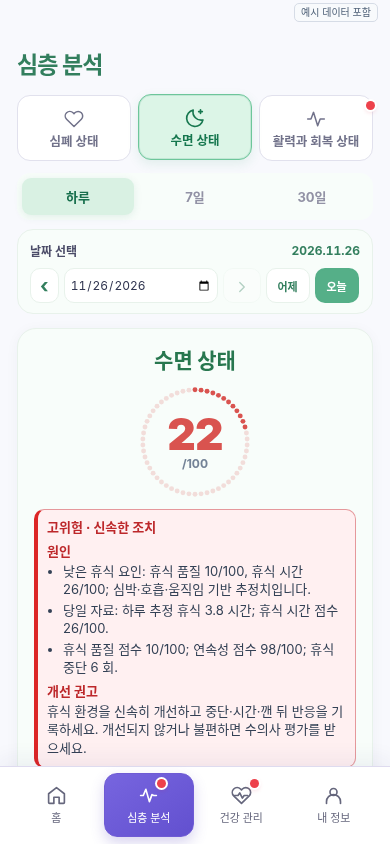 예시 데이터 포함
심층 분석
심폐 상태
수면 상태
활력과 회복 상태
하루
7일
30일
날짜 선택
2026.11.26
11/26/2026
어제
오늘
수면 상태
22
/100
고위험 · 신속한 조치
원인
• 낮은 휴식 요인: 휴식 품질 10/100, 휴식 시간
26/100; 심박·호흡·움직임 기반 추정치입니다.
• 당일 자료: 하루 추정 휴식 3.8 시간; 휴식 시간 점수
26/100.
• 휴식 품질 점수 10/100; 연속성 점수 98/100; 휴식
중단 6 회.
개선 권고
휴식 환경을 신속히 개선하고 중단·시간·깬 뒤 반응을 기
록하세요. 개선되지 않거나 불편하면 수의사 평가를 받
으세요.
홈
심층 분석
건강 관리
내 정보